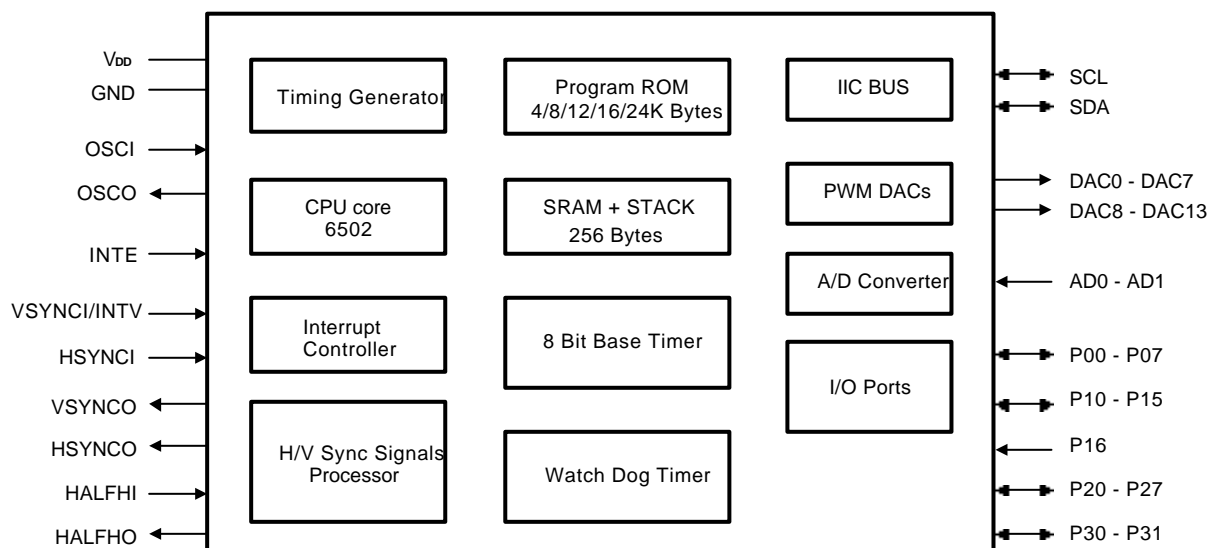 VDD
GND
OSCI
OSCO
INTE
VSYNCI/INTV
HSYNCI
VSYNCO
HSYNCO
HALFHI
HALFHO
Timing Generator
CPU core
6502
Interrupt
Controller
H/V Sync Signals
Processor
Program ROM
4/8/12/16/24K Bytes
SRAM + STACK
256 Bytes
8 Bit Base Timer
Watch Dog Timer
IIC BUS
PWM DACs
A/D Converter
I/O Ports
SCL
SDA
DAC0 - DAC7
DAC8 - DAC13
AD0 - AD1
P00 - P07
P10 - P15
P16
P20 - P27
P30 - P31